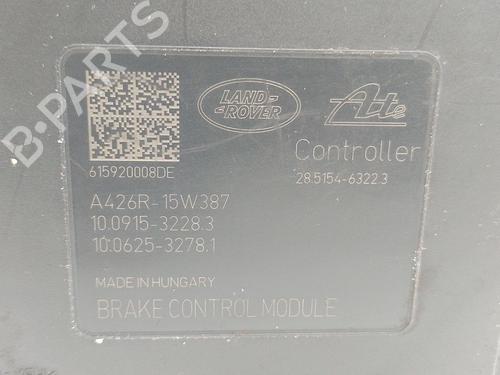 B-PARTS
LAND-
-ROVER
Ate
615920008DE
Controller
28.5154-6322.3
A426R-15W387
10.0915-3228.3
10.0625-3278.1
MADE IN HUNGARY
BRAKE CONTROL MODULE